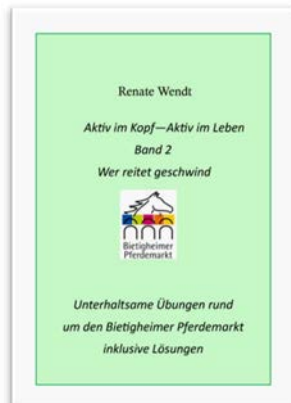 Renate Wendt
Aktiv im Kopf—Aktiv im Leben
Band 2
Wer reitet geschwind
Bietigheimer
Pferdemarkt
Unterhaltsame Übungen rund
um den Bietigheimer Pferdemarkt
inklusive Lösungen